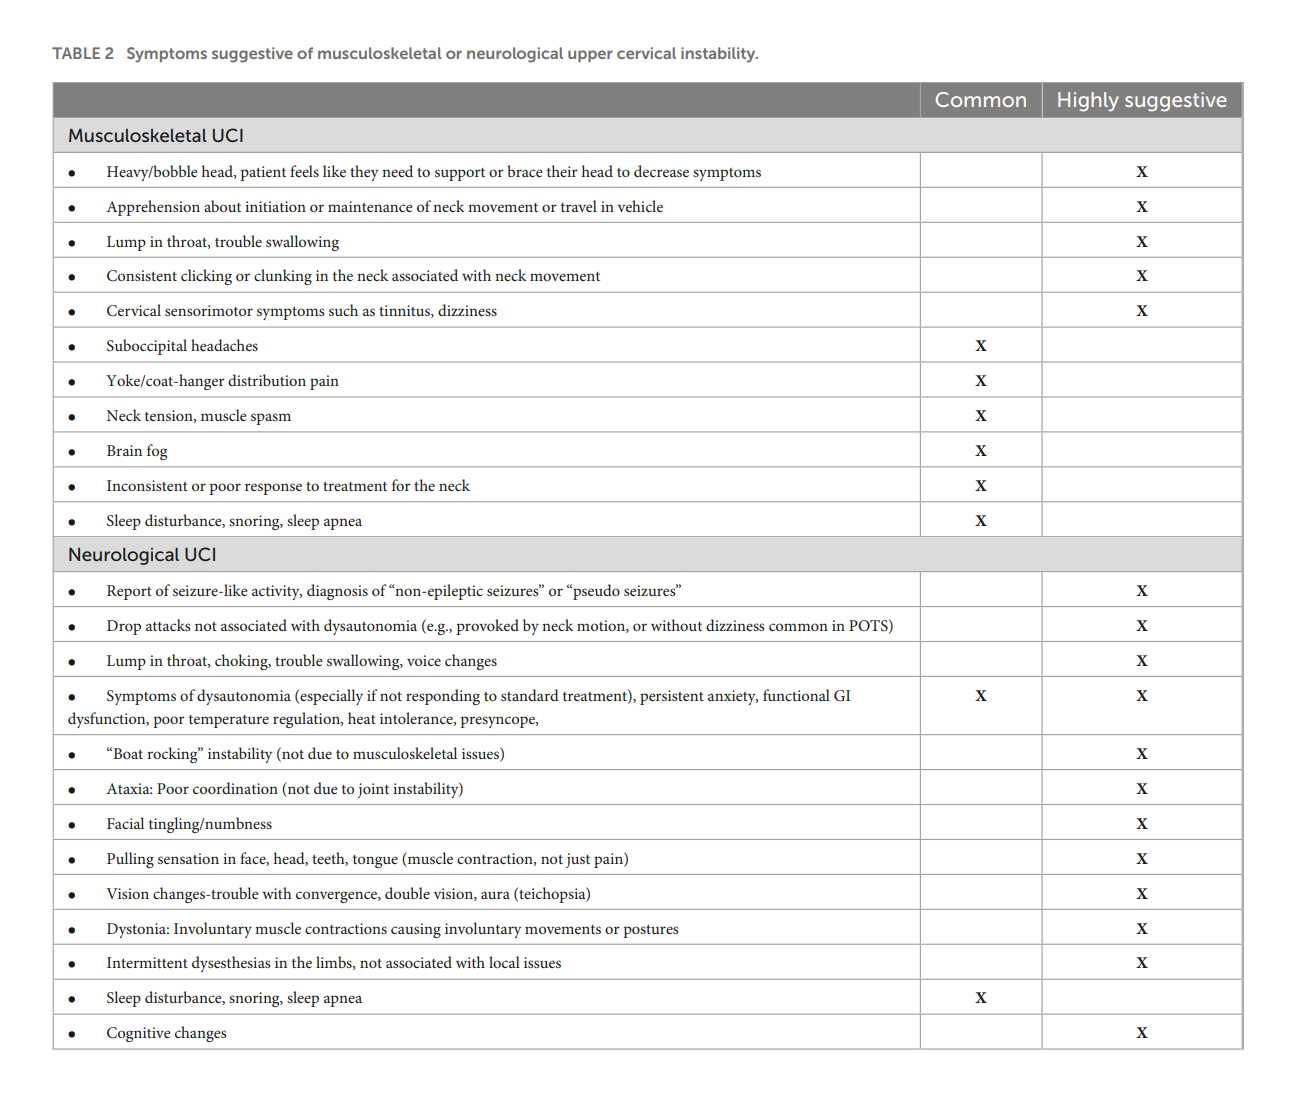 TABLE 2 Symptoms suggestive of musculoskeletal or neurological upper cervical instability.
Common Highly suggestive
Musculoskeletal UCI
• Heavy/bobble head, patient feels like they need to support or brace their head to decrease symptoms X
• Apprehension about initiation or maintenance of neck movement or travel in vehicle X
• Lump in throat, trouble swallowing X
• Consistent clicking or clunking in the neck associated with neck movement X
• Cervical sensorimotor symptoms such as tinnitus, dizziness X
• Suboccipital headaches X
• Yoke/coat-hanger distribution pain X
• Neck tension, muscle spasm X
• Brain fog X
• Inconsistent or poor response to treatment for the neck X
• Sleep disturbance, snoring, sleep apnea X
Neurological UCI
• Report of seizure-like activity, diagnosis of “non-epileptic seizures” or “pseudo seizures” X
• Drop attacks not associated with dysautonomia (e.g., provoked by neck motion, or without dizziness common in POTS) X
• Lump in throat, choking, trouble swallowing, voice changes X
• Symptoms of dysautonomia (especially if not responding to standard treatment), persistent anxiety, functional GI X X
dysfunction, poor temperature regulation, heat intolerance, presyncope,
• “Boat rocking” instability (not due to musculoskeletal issues) X
• Ataxia: Poor coordination (not due to joint instability) X
• Facial tingling/numbness X
• Pulling sensation in face, head, teeth, tongue (muscle contraction, not just pain) X
• Vision changes-trouble with convergence, double vision, aura (teichopsia) X
• Dystonia: Involuntary muscle contractions causing involuntary movements or postures X
• Intermittent dysesthesias in the limbs, not associated with local issues X
• Sleep disturbance, snoring, sleep apnea X
• Cognitive changes X